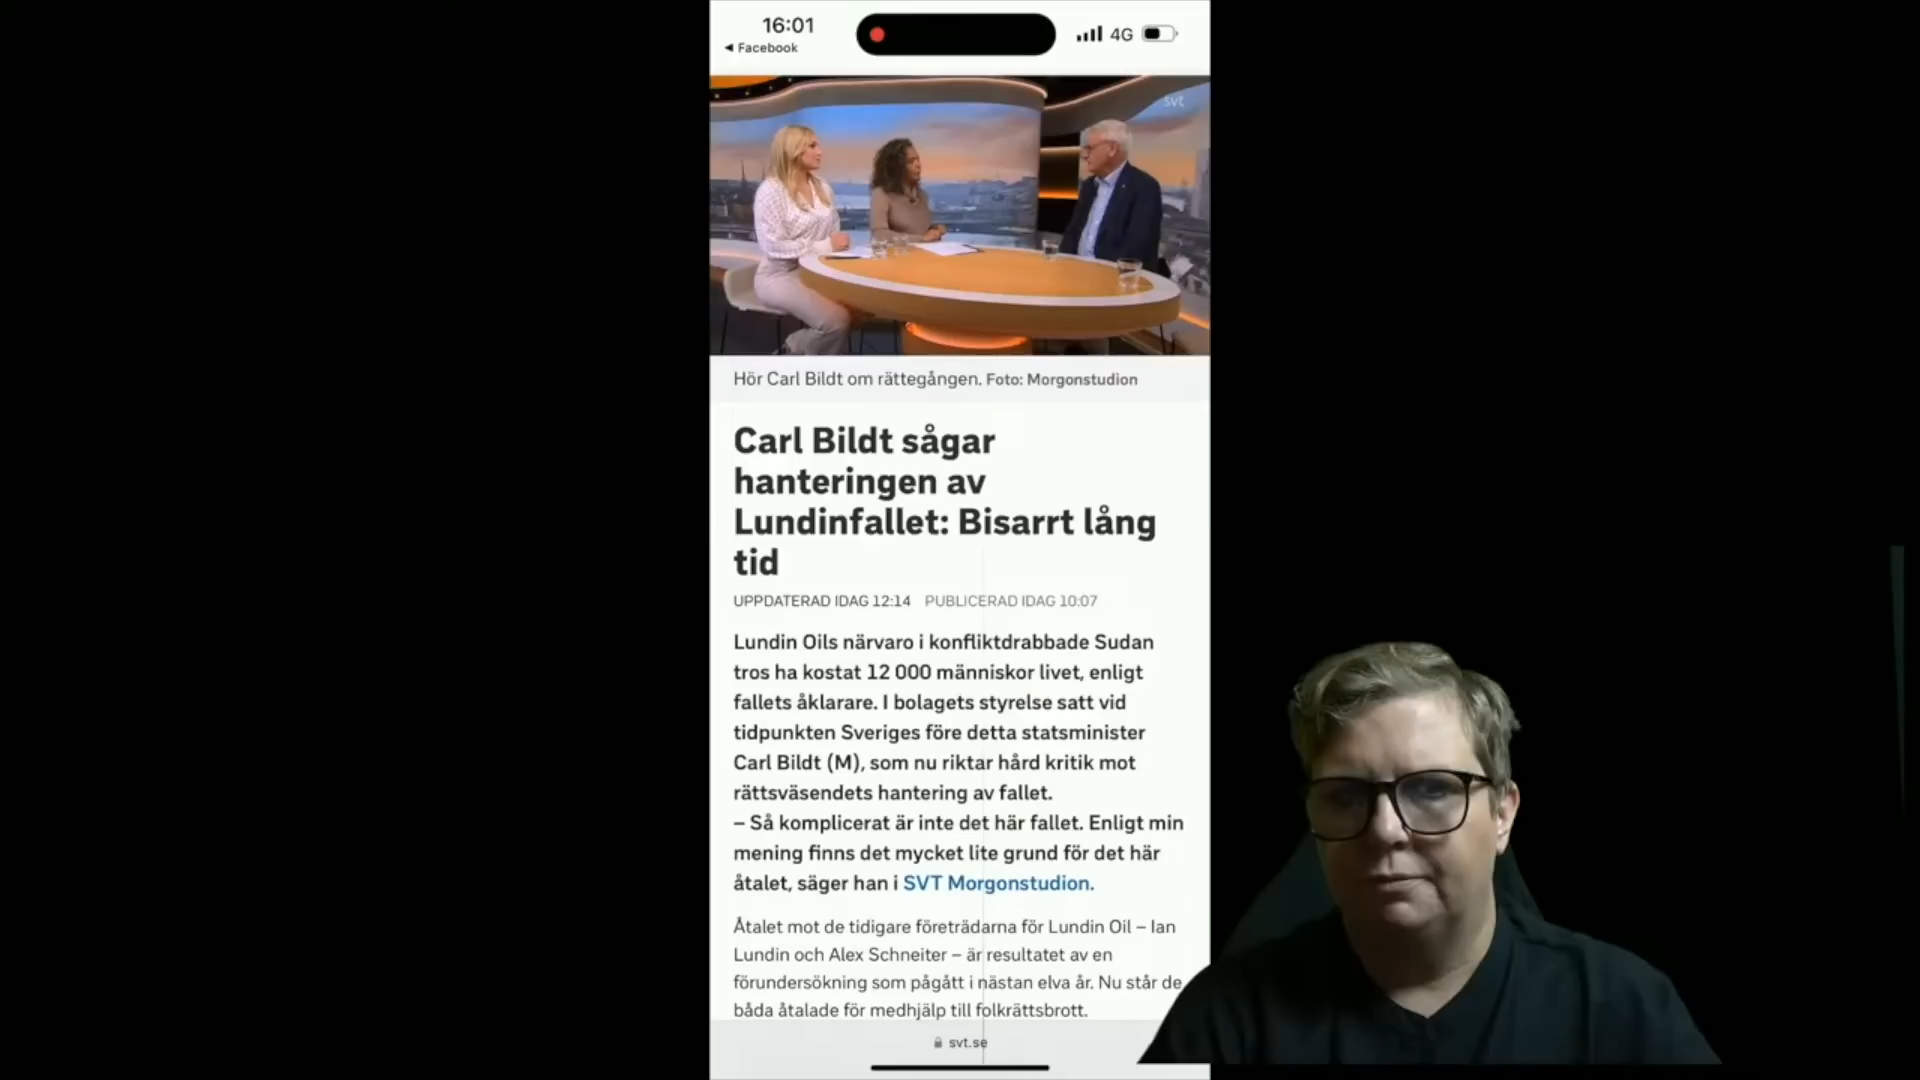 16:01
Facebook
4G
svt
Hör Carl Bildt om rättegången. Foto: Morgonstudion
Carl Bildt sågar
hanteringen av
Lundinfallet: Bisarrt lång
tid
UPPDATERAD IDAG 12:14 PUBLICERAD IDAG 10:07
Lundin Oils närvaro i konfliktdrabbade Sudan
tros ha kostat 12 000 människor livet, enligt
fallets åklarare. I bolagets styrelse satt vid
tidpunkten Sveriges före detta statsminister
Carl Bildt (M), som nu riktar hård kritik mot
rättsväsendets hantering av fallet.
– Så komplicerat är inte det här fallet. Enligt min
mening finns det mycket lite grund för det här
åtalet, säger han i SVT Morgonstudion.
Åtalet mot de tidigare företrädarna för Lundin Oil – Ian
Lundin och Alex Schneiter – är resultatet av en
förundersökning som pågått i nästan elva år. Nu står de
båda åtalade för medhjälp till folkrättsbrott.
svt.se